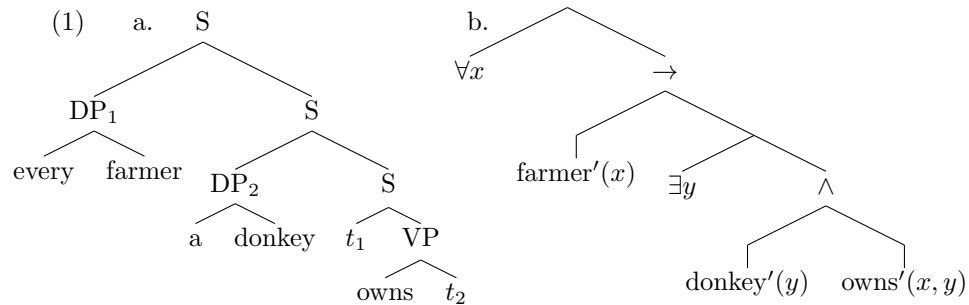 (1) a. S b.
∀x →
DP₁ S
every farmer farmer′(x) ∃y ∧
DP₂ S
a donkey t₁ VP donkey′(y) owns′(x, y)
owns t₂